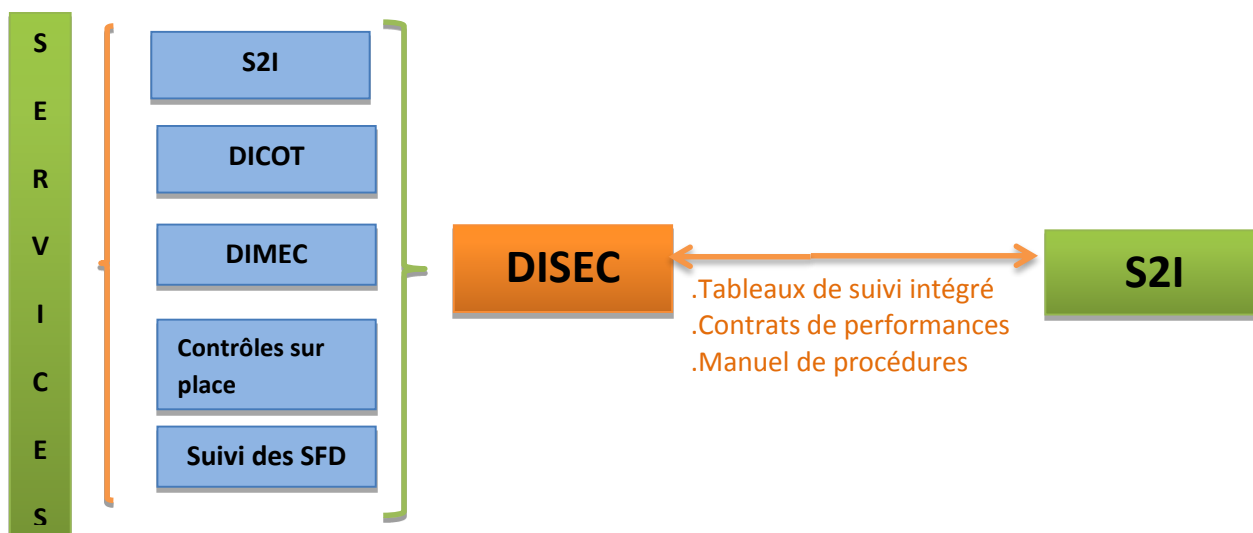 SERVICES
S2I
DICOT
DIMEC
Contrôles sur
place
Suivi des SFD
DISEC
.Tableaux de suivi intégré
.Contrats de performances
.Manuel de procédures
S2I